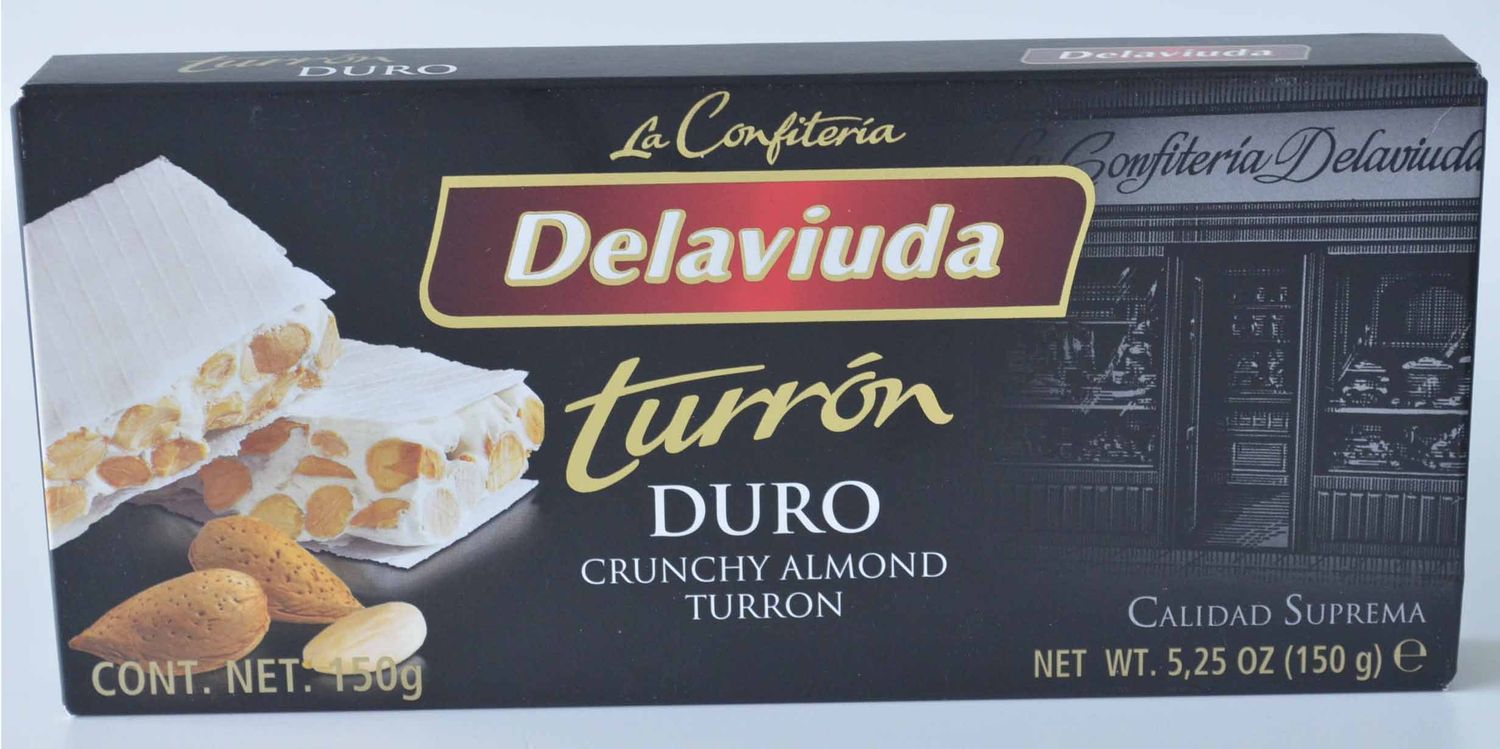 turrón
DURO
Delaviuda
La Confitería
Delaviuda
La Confitería Delaviuda
turrón
DURO
CRUNCHY ALMOND
TURRON
CALIDAD SUPREMA
CONT. NET. 150g
NET WT. 5,25 OZ (150 g) ℮